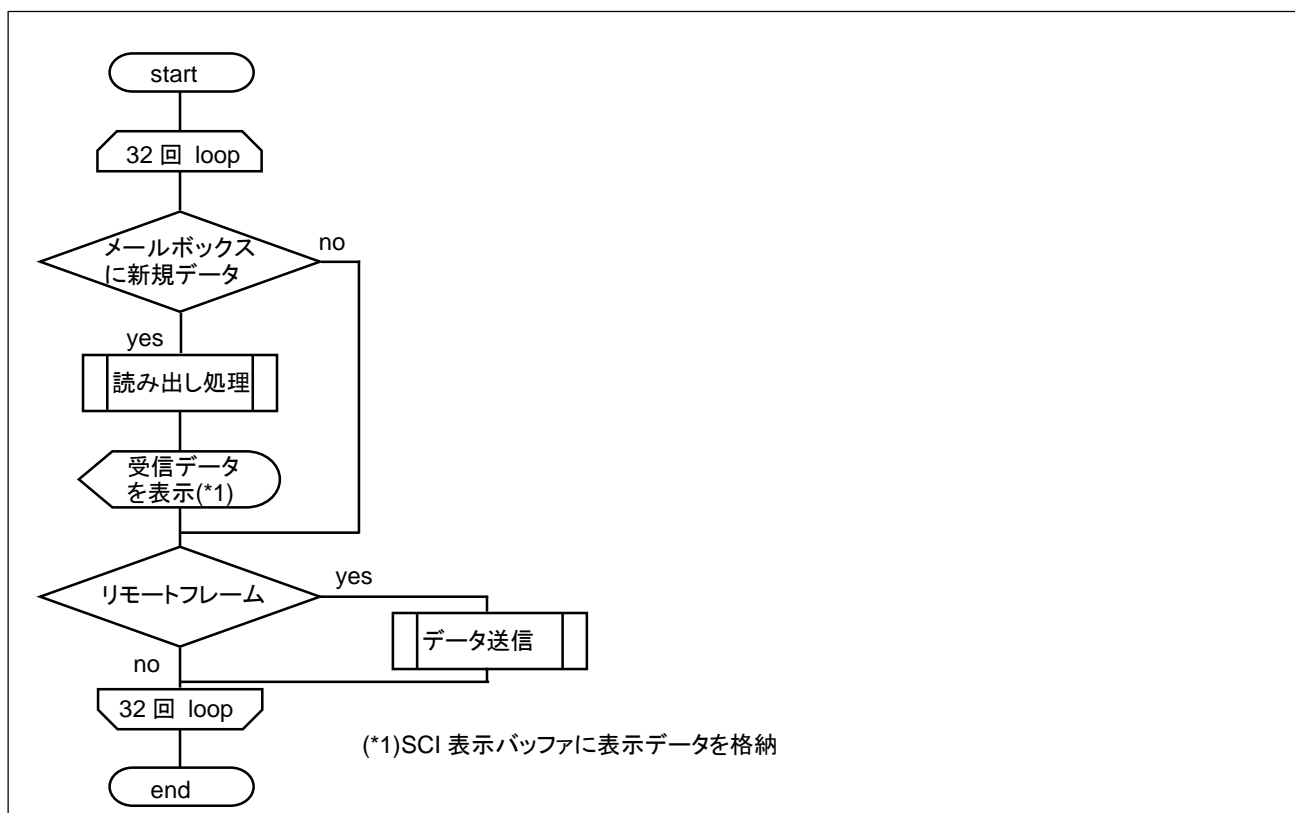 start
32 回 loop
メールボックス
に新規データ
no
yes
読み出し処理
受信データ
を表示(*1)
リモートフレーム
yes
データ送信
no
32 回 loop
(*1)SCI 表示バッファに表示データを格納
end